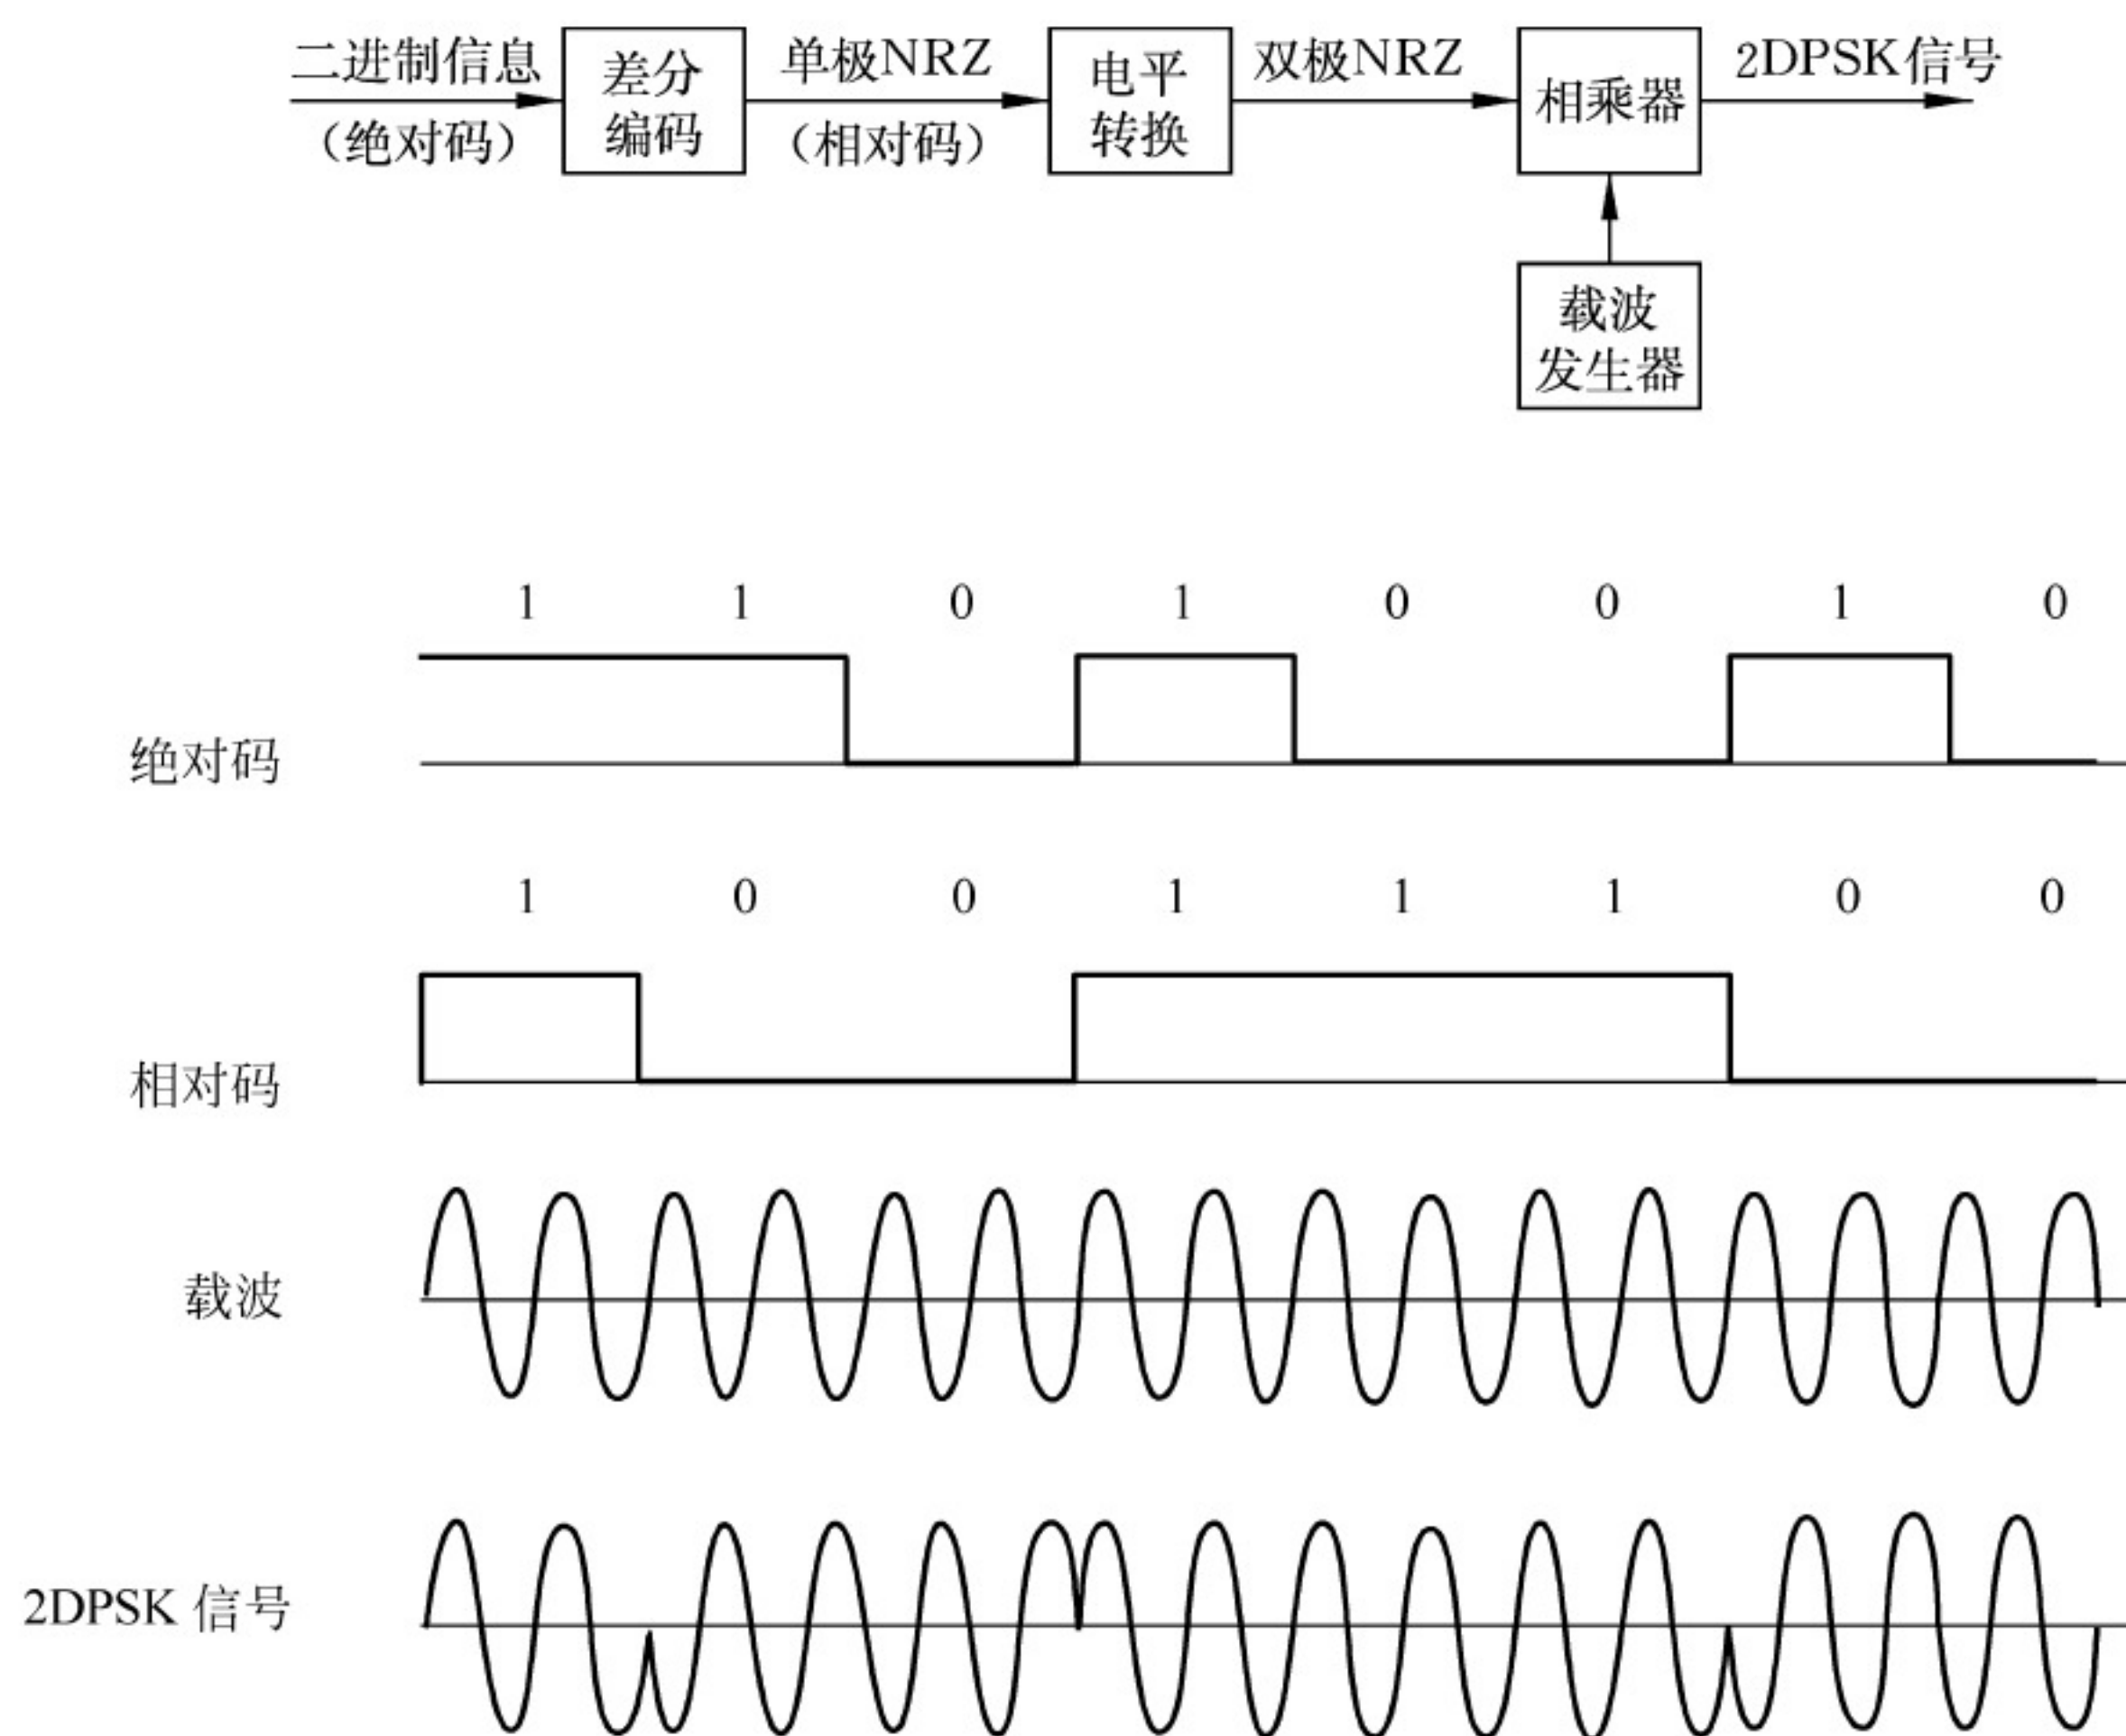 二进制信息
（绝对码）
差分
编码
单极NRZ
（相对码）
电平
转换
双极NRZ
相乘器
2DPSK信号
载波
发生器
1 1 0 1 0 0 1 0
绝对码
1 0 0 1 1 1 0 0
相对码
载波
2DPSK 信号